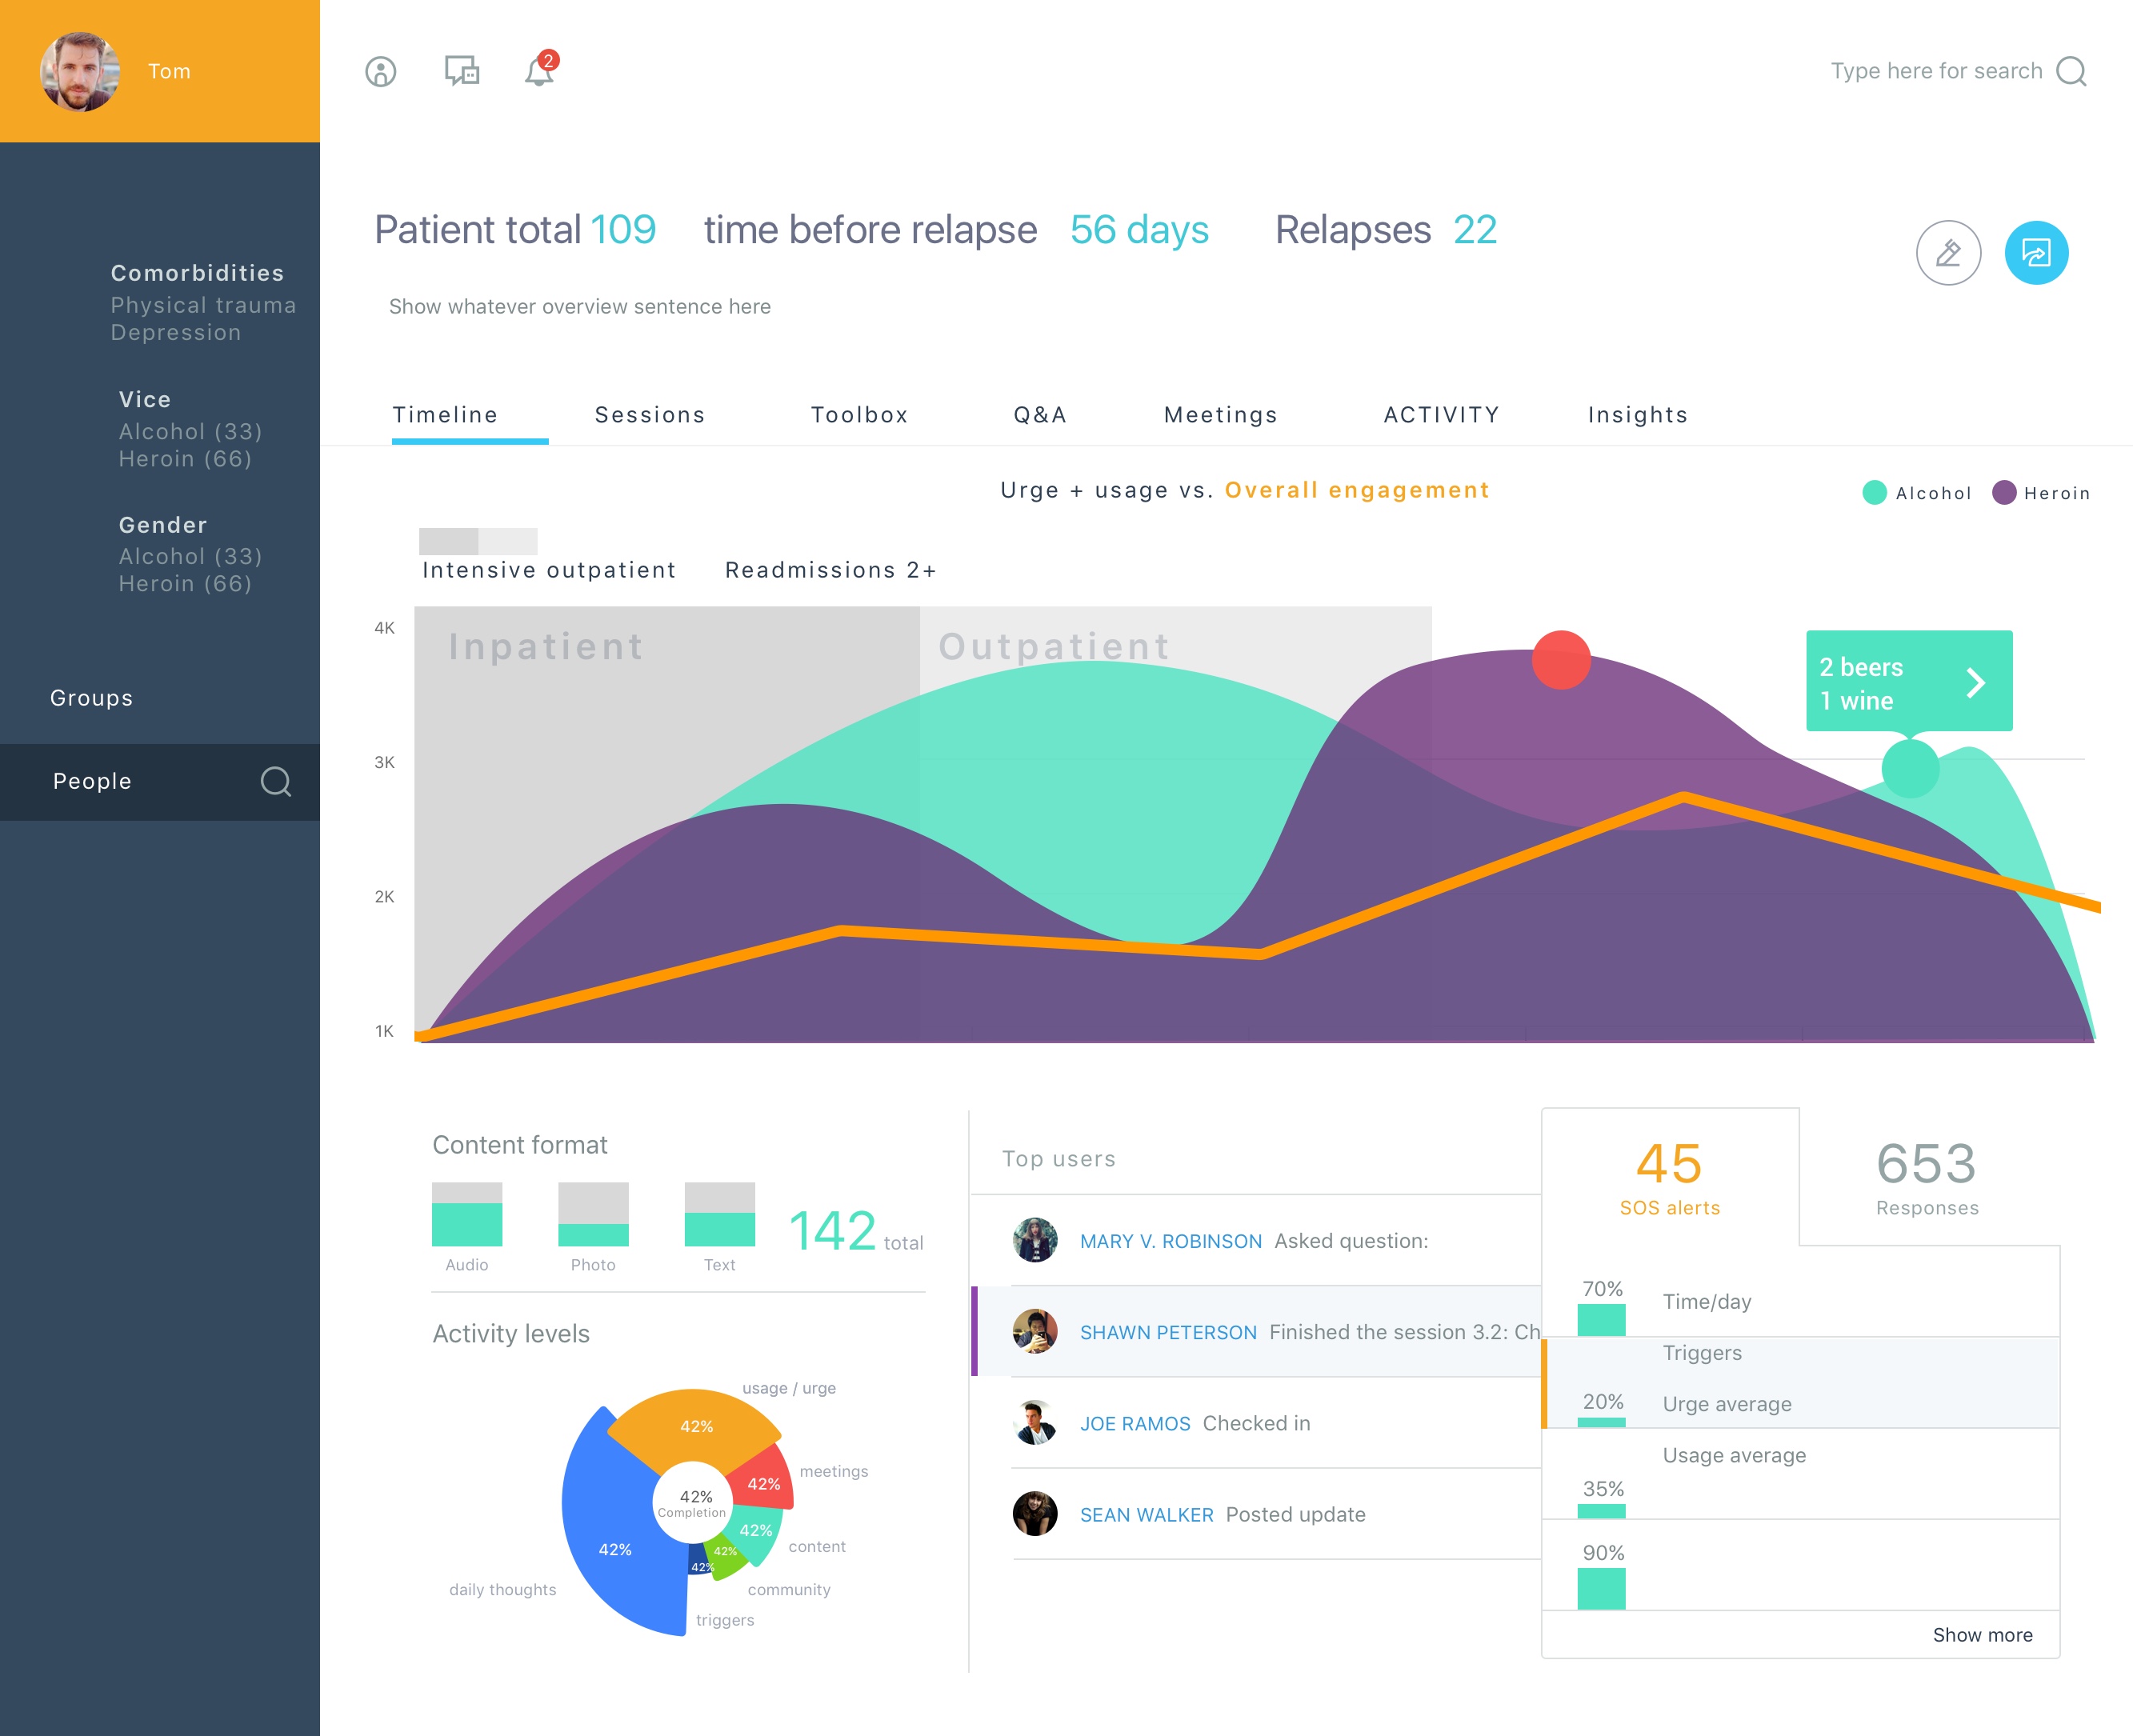 Tom
2
Type here for search
Patient total 109 time before relapse 56 days Relapses 22
Show whatever overview sentence here
Comorbidities
Physical trauma
Depression
Vice
Alcohol (33)
Heroin (66)
Gender
Alcohol (33)
Heroin (66)
Groups
People
Timeline Sessions Toolbox Q&A Meetings ACTIVITY Insights
Urge + usage vs. Overall engagement
Alcohol Heroin
Intensive outpatient Readmissions 2+
Inpatient Outpatient
4K
3K
2K
1K
2 beers
1 wine
Content format
142 total
Audio Photo Text
Activity levels
usage / urge
42%
meetings
42%
42%
Completion
42%
content
42%
42%
community
42%
daily thoughts
triggers
Top users
MARY V. ROBINSON Asked question:
SHAWN PETERSON Finished the session 3.2: Ch
JOE RAMOS Checked in
SEAN WALKER Posted update
45
SOS alerts
653
Responses
70%
Time/day
Triggers
20%
Urge average
Usage average
35%
90%
Show more